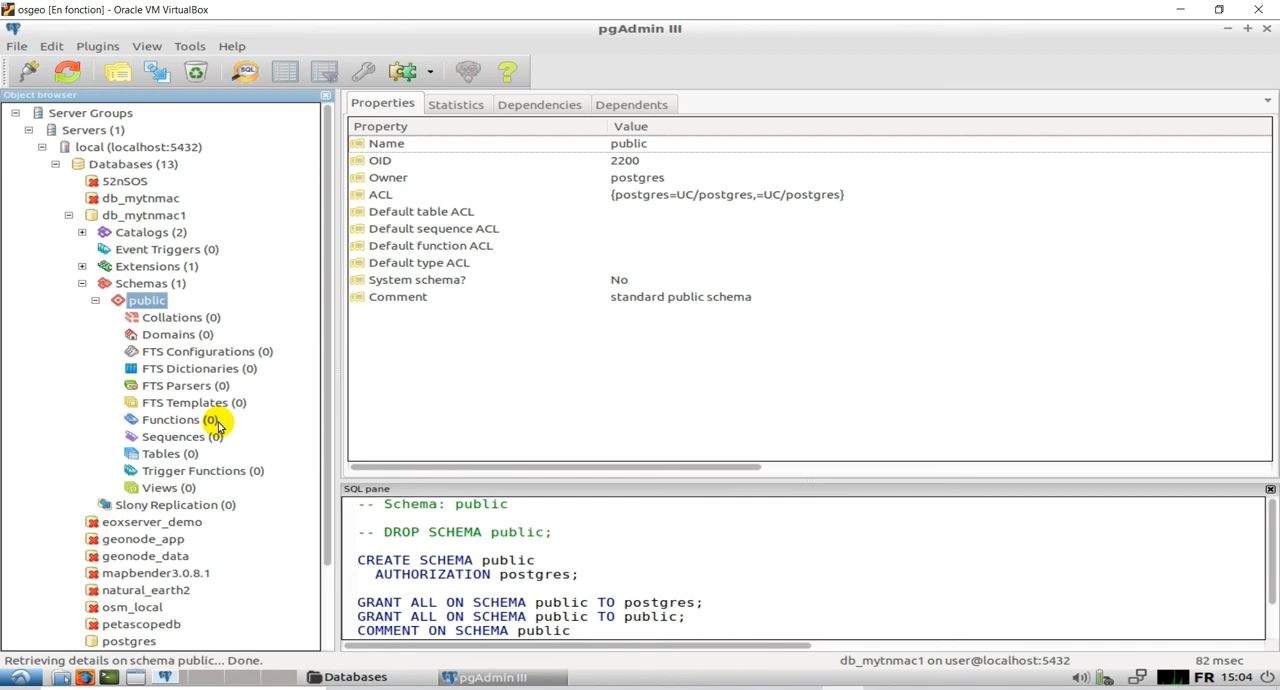 osgeo [En fonction] - Oracle VM VirtualBox
pgAdmin III
File Edit Plugins View Tools Help
Object browser
Server Groups
Servers (1)
local (localhost:5432)
Databases (13)
52nSOS
db_mytnmac
db_mytnmac1
Catalogs (2)
Event Triggers (0)
Extensions (1)
Schemas (1)
public
Collations (0)
Domains (0)
FTS Configurations (0)
FTS Dictionaries (0)
FTS Parsers (0)
FTS Templates (0)
Functions (0)
Sequences (0)
Tables (0)
Trigger Functions (0)
Views (0)
Slony Replication (0)
eoxserver_demo
geonode_app
geonode_data
mapbender3.0.8.1
natural_earth2
osm_local
petascopedb
postgres
Properties Statistics Dependencies Dependents
Property Value
Name public
OID 2200
Owner postgres
ACL {postgres=UC/postgres,=UC/postgres}
Default table ACL
Default sequence ACL
Default function ACL
Default type ACL
System schema? No
Comment standard public schema
SQL pane
-- Schema: public
-- DROP SCHEMA public;
CREATE SCHEMA public
AUTHORIZATION postgres;
GRANT ALL ON SCHEMA public TO postgres;
GRANT ALL ON SCHEMA public TO public;
COMMENT ON SCHEMA public
Retrieving details on schema public... Done. db_mytnmac1 on user@localhost:5432 82 msec
Databases pgAdmin III FR 15:04